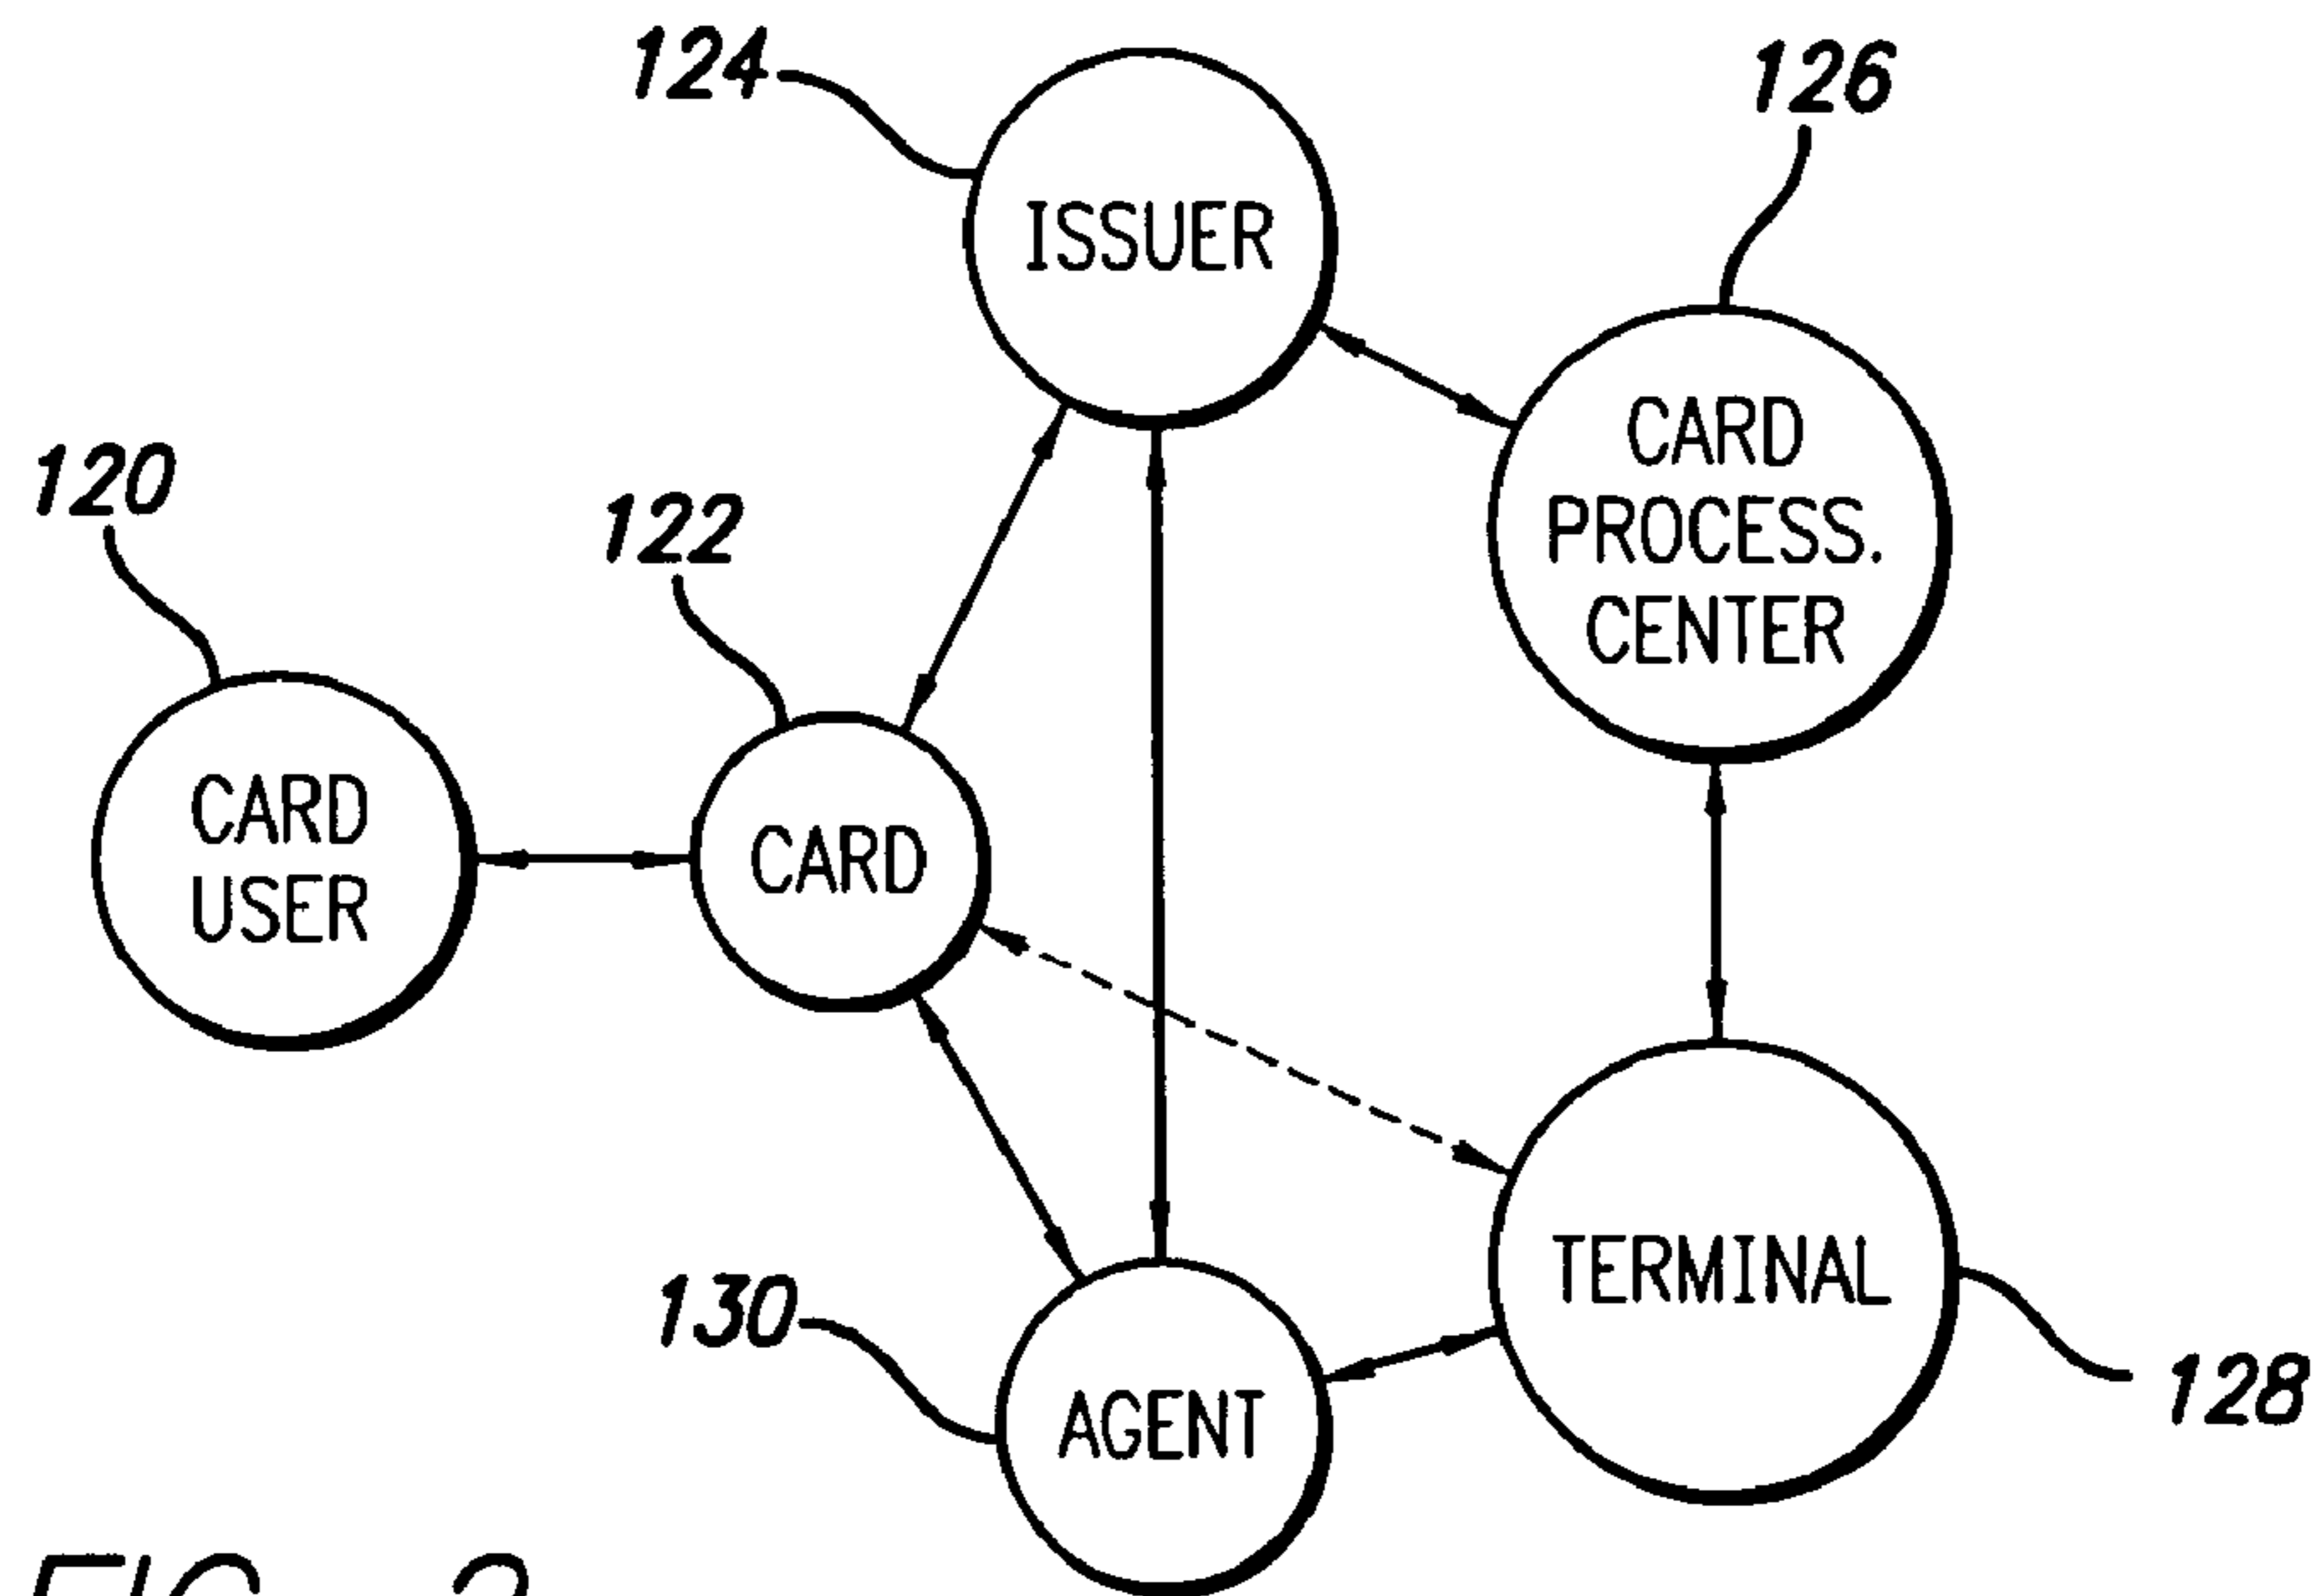 124
126
ISSUER
CARD
PROCESS.
CENTER
120
122
CARD
USER
CARD
130
TERMINAL
AGENT
128